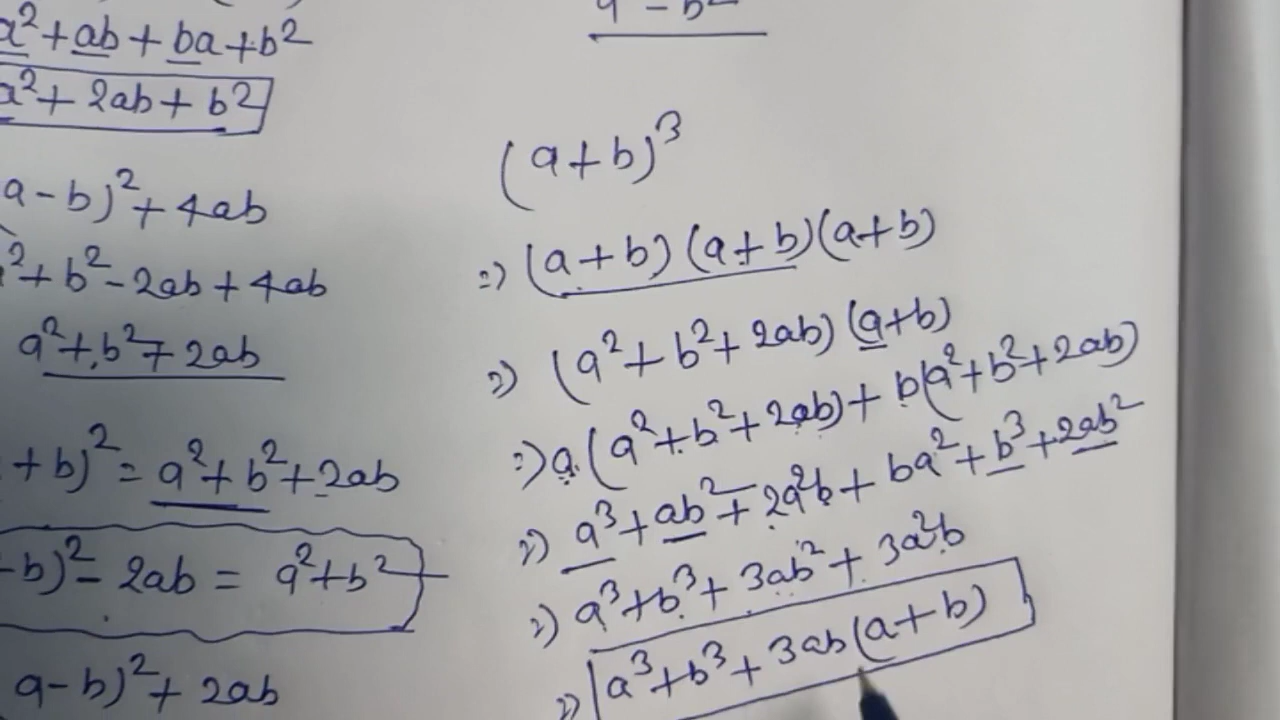 a²+ab+ba+b²
a²+2ab+b²
a-b)²+4ab
²+b²-2ab+4ab
a²+b²+2ab
+b)²=a²+b²+2ab
-b)²-2ab=a²+b²
a-b)²+2ab
(a+b)³
=)(a+b)(a+b)(a+b)
=)(a²+b²+2ab)(a+b)
=)a(a²+b²+2ab)+b(a²+b²+2ab)
=)a³+ab²+2a²b+ba²+b³+2ab²
=)a³+b³+3ab²+3a²b
=)a³+b³+3ab(a+b)